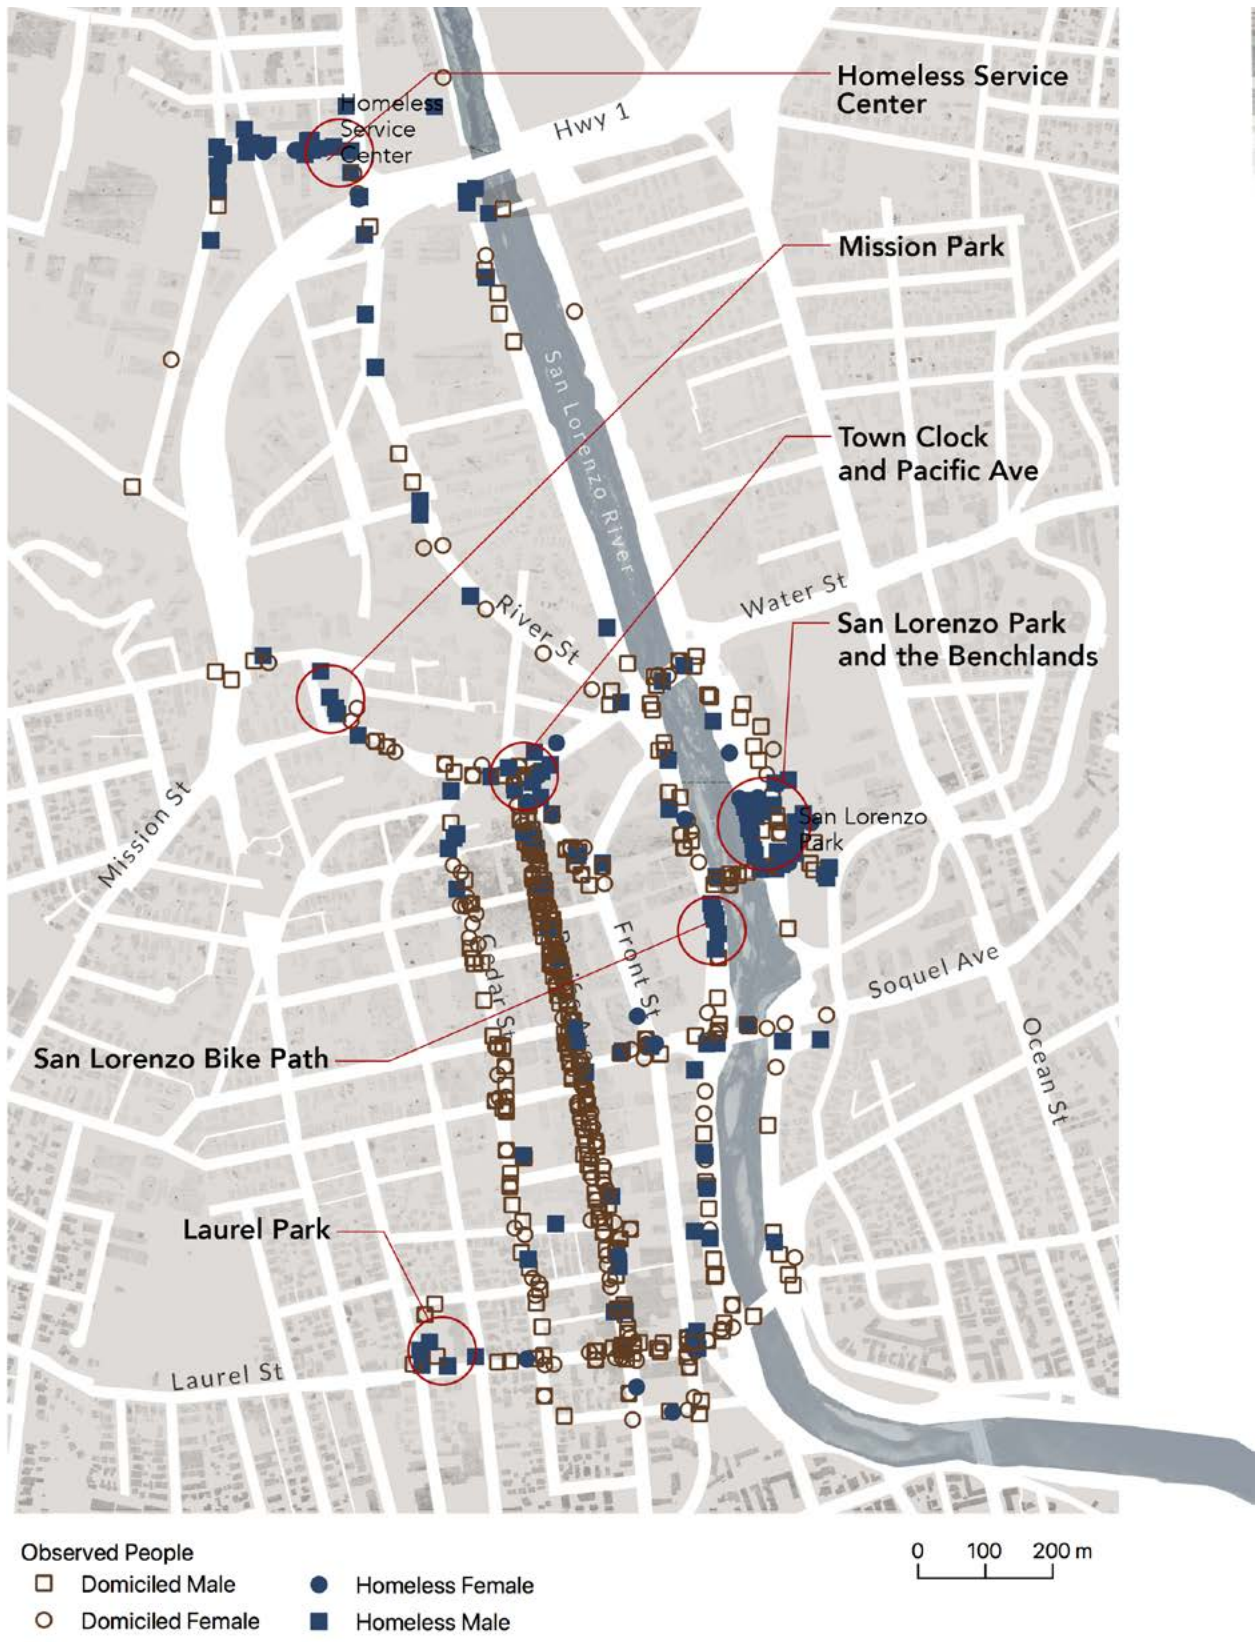 Homeless Service
Center
Homeless
Service
Center
Hwy 1
Mission Park
San Lorenzo River
Town Clock
and Pacific Ave
Water St
River St
San Lorenzo Park
and the Benchlands
San Lorenzo
Park
Mission St
Front St
Cedar St
Soquel Ave
San Lorenzo Bike Path
Ocean St
Laurel Park
Laurel St
Observed People
Domiciled Male
Homeless Female
Domiciled Female
Homeless Male
0 100 200 m